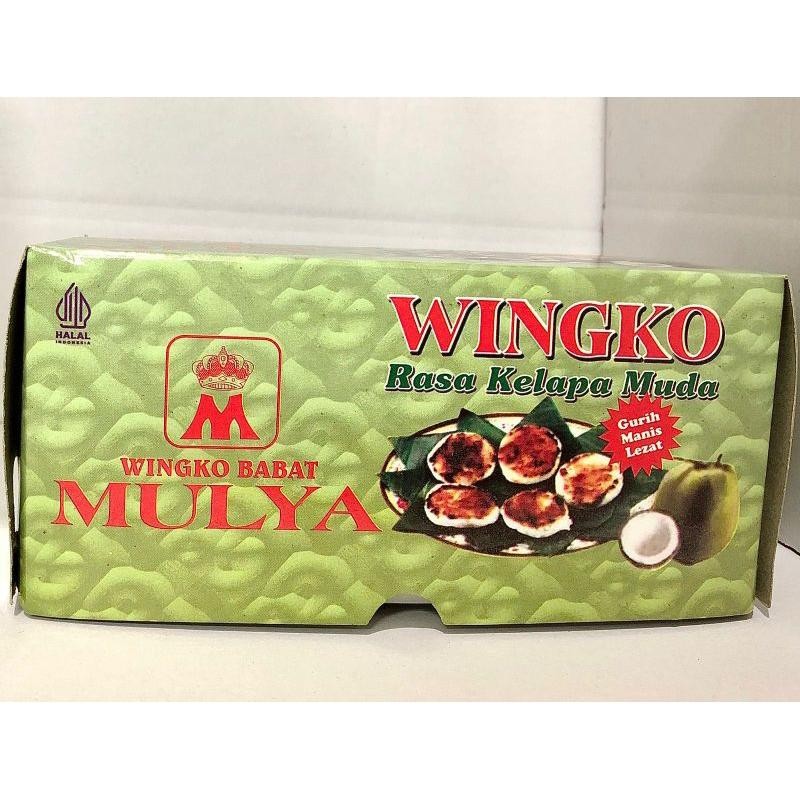 HALAL
INDONESIA
M
WINGKO BABAT
MULYA
WINGKO
Rasa Kelapa Muda
Gurih
Manis
Lezat